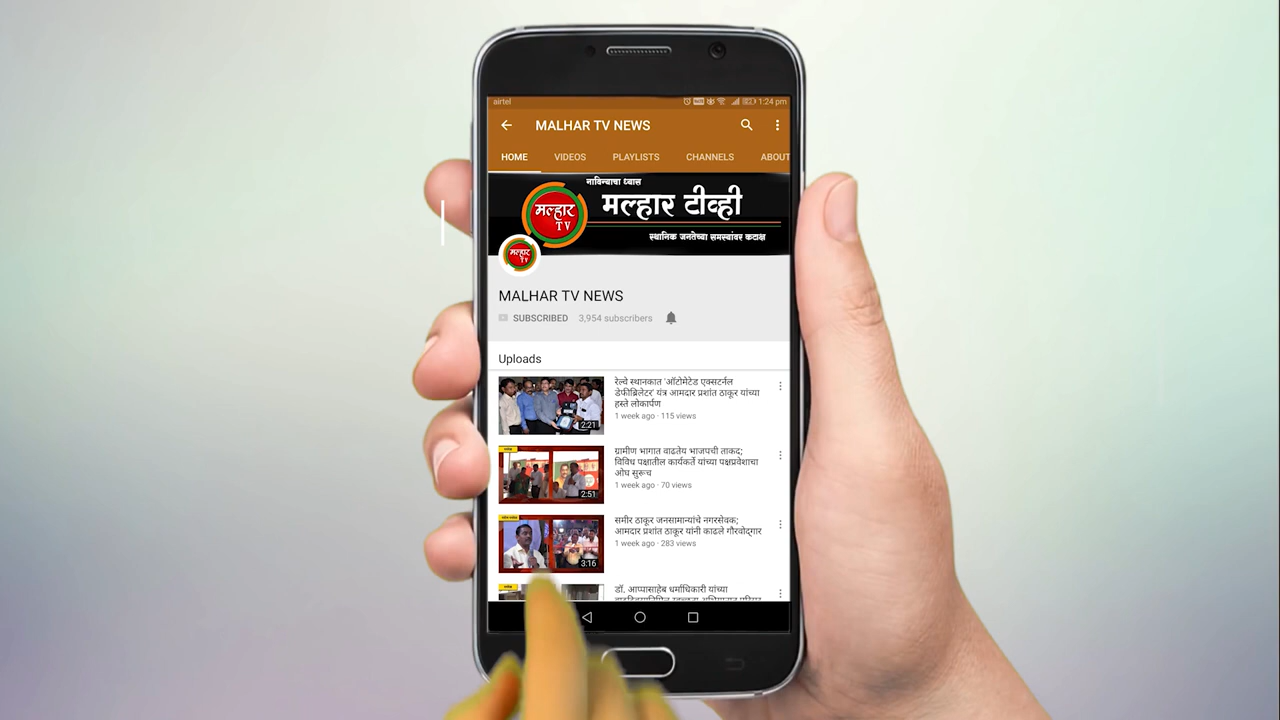 airtel 1:24 pm
MALHAR TV NEWS
HOME VIDEOS PLAYLISTS CHANNELS ABOUT
नाविन्याचा ध्यास
मल्हार टीव्ही
मल्हार
TV
स्थानिक जनतेच्या समस्यांवर कटाक्ष
मल्हार
TV
MALHAR TV NEWS
SUBSCRIBED 3,954 subscribers
Uploads
रेल्वे स्थानकात 'ऑटोमेटेड एक्सटर्नल
डेफीब्रिलेटर' यंत्र आमदार प्रशांत ठाकूर यांच्या
हस्ते लोकार्पण
1 week ago · 115 views
2:21
ग्रामीण भागात वाढतेय भाजपची ताकद;
विविध पक्षातील कार्यकर्ते यांच्या पक्षप्रवेशाचा
ओघ सुरूच
1 week ago · 70 views
2:51
समीर ठाकूर जनसामान्यांचे नगरसेवक;
आमदार प्रशांत ठाकूर यांनी काढले गौरवोद्गार
1 week ago · 283 views
3:16
डॉ. आप्पासाहेब धर्माधिकारी यांच्या